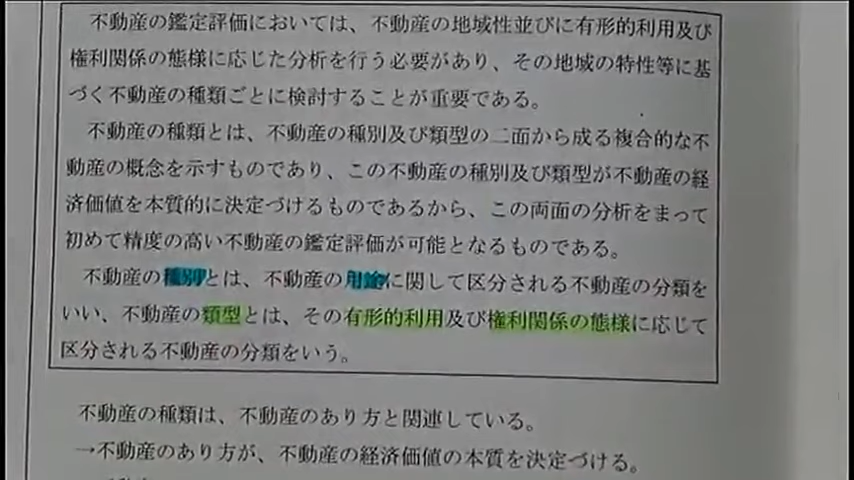 不動産の鑑定評価においては、不動産の地域性並びに有形的利用及び
権利関係の態様に応じた分析を行う必要があり、その地域の特性等に基
づく不動産の種類ごとに検討することが重要である。
不動産の種類とは、不動産の種別及び類型の二面から成る複合的な不
動産の概念を示すものであり、この不動産の種別及び類型が不動産の経
済価値を本質的に決定づけるものであるから、この両面の分析をまって
初めて精度の高い不動産の鑑定評価が可能となるものである。
不動産の種別とは、不動産の用途に関して区分される不動産の分類を
いい、不動産の類型とは、その有形的利用及び権利関係の態様に応じて
区分される不動産の分類をいう。
不動産の種類は、不動産のあり方と関連している。
→不動産のあり方が、不動産の経済価値の本質を決定づける。